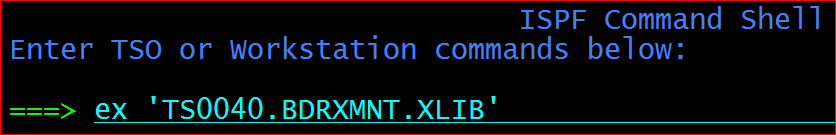 ISPF Command Shell
Enter TSO or Workstation commands below:
===> ex 'TS0040.BDRXMNT.XLIB'